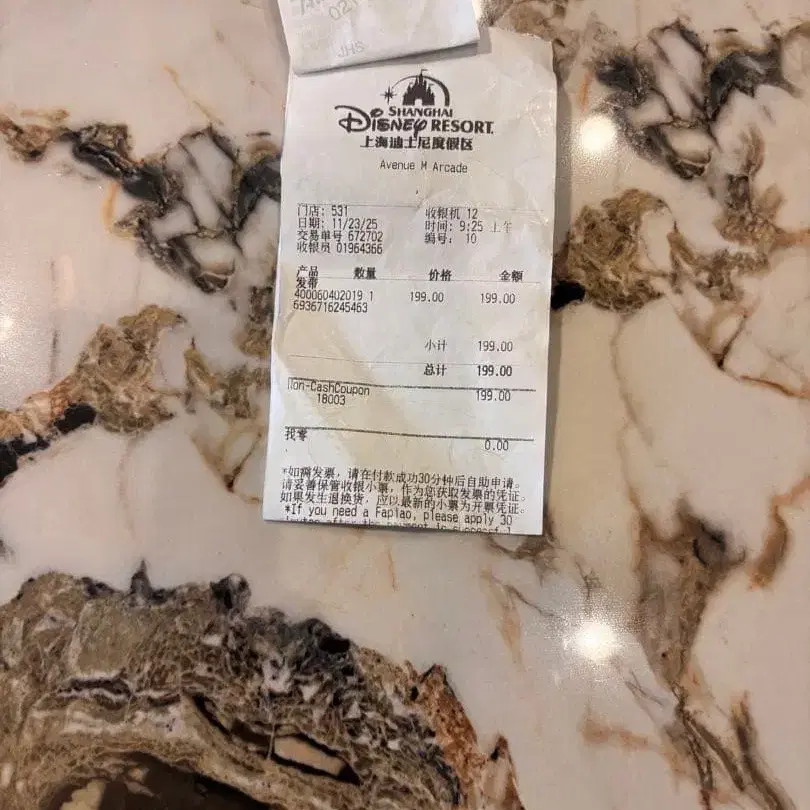 JHS
SHANGHAI
Disney RESORT
上海迪士尼度假区
Avenue M Arcade
门店: 531 收银机 12
日期: 11/23/25 时间: 9:25 上午
交易单号 672702 编号: 10
收银员 01964366
产品 数量 价格 金额
发带
400060402019 1 199.00 199.00
6936716245463
小计 199.00
总计 199.00
Non-CashCoupon 199.00
18003
找零 0.00
*如需发票，请在付款成功30分钟后自助申请。
请妥善保管收银小票，作为您获取发票的凭证。
如果发生退换货，应以最新的小票为开票凭证。
*If you need a Fapiao, please apply 30